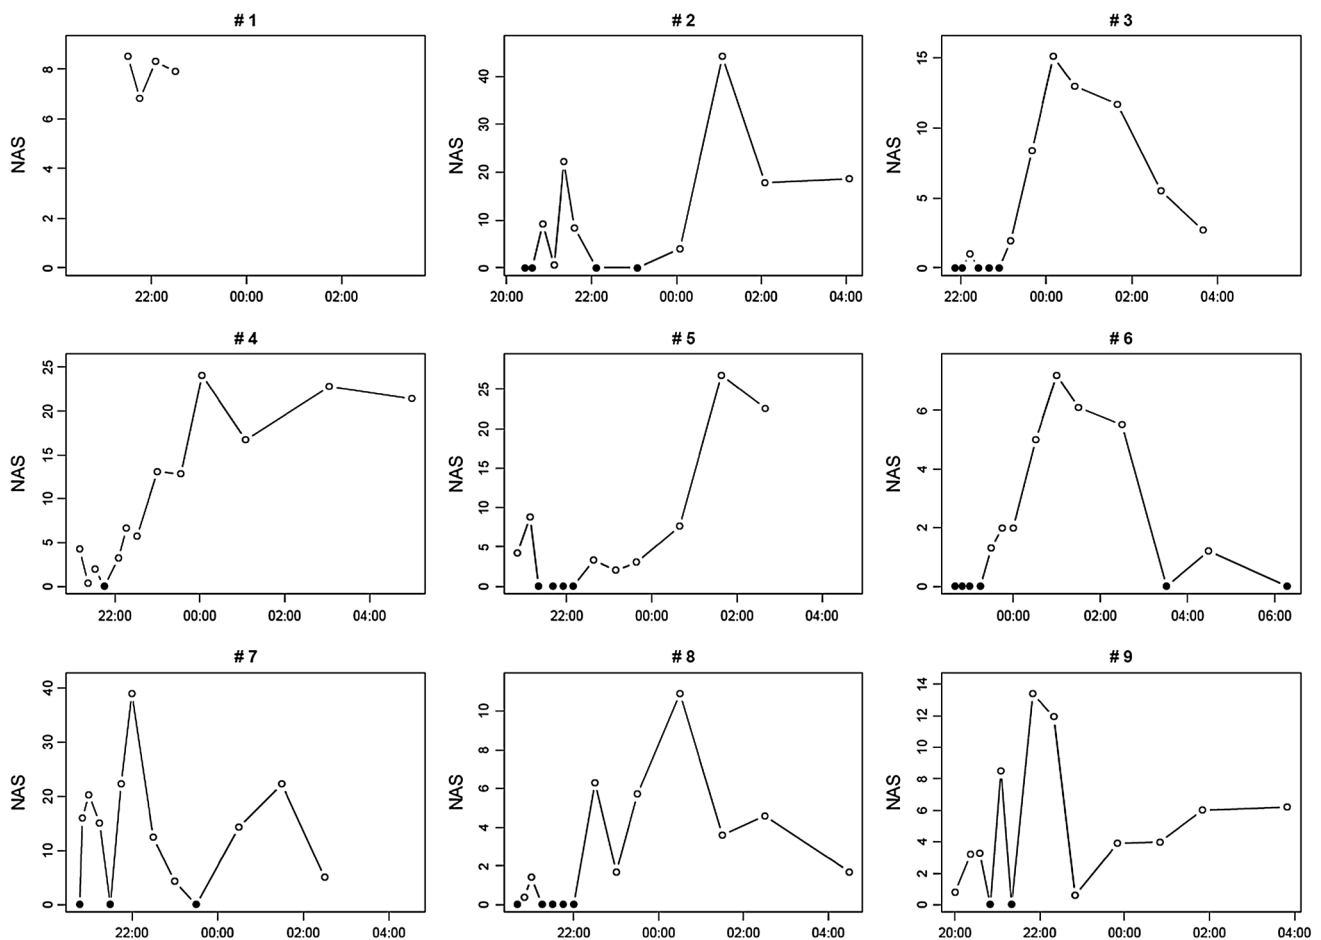 # 1
NAS
0 2 4 6 8
22:00 00:00 02:00
# 2
NAS
0 10 20 30 40
20:00 22:00 00:00 02:00 04:00
# 3
NAS
0 5 10 15
22:00 00:00 02:00 04:00
# 4
NAS
0 5 10 15 20 25
22:00 00:00 02:00 04:00
# 5
NAS
0 5 10 15 20 25
22:00 00:00 02:00 04:00
# 6
NAS
0 2 4 6
00:00 02:00 04:00 06:00
# 7
NAS
0 10 20 30 40
22:00 00:00 02:00 04:00
# 8
NAS
0 2 4 6 8 10
22:00 00:00 02:00 04:00
# 9
NAS
0 2 4 6 8 10 12 14
20:00 22:00 00:00 02:00 04:00